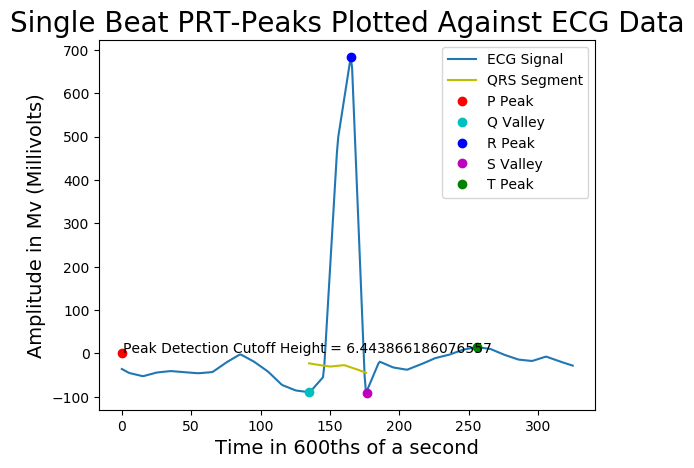 Single Beat PRT-Peaks Plotted Against ECG Data
Amplitude in Mv (Millivolts)
700
600
500
400
300
200
100
0
−100
ECG Signal
QRS Segment
P Peak
Q Valley
R Peak
S Valley
T Peak
Peak Detection Cutoff Height = 6.443866186076557
0 50 100 150 200 250 300
Time in 600ths of a second